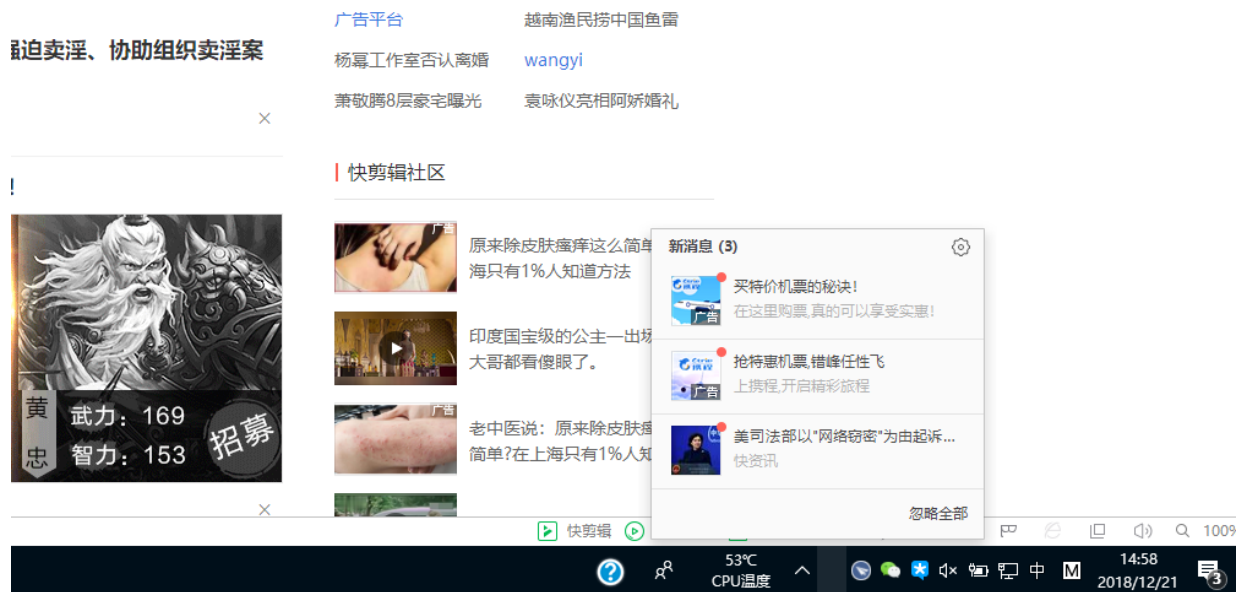 广告平台
越南渔民捞中国鱼雷
强迫卖淫、协助组织卖淫案
杨幂工作室否认离婚
wangyi
萧敬腾8层豪宅曝光
袁咏仪亮相阿娇婚礼
快剪辑社区
!
广告
原来除皮肤瘙痒这么简单
海只有1%人知道方法
印度国宝级的公主一出场
大哥都看傻眼了。
广告
老中医说：原来除皮肤瘙
简单?在上海只有1%人知
黄忠
武力：169
智力：153
招募
新消息 (3)
携程
广告
买特价机票的秘诀!
在这里购票,真的可以享受实惠!
携程
广告
抢特惠机票,错峰任性飞
上携程,开启精彩旅程
美司法部以"网络窃密"为由起诉...
快资讯
忽略全部
快剪辑
100%
53℃
CPU温度
中
M
14:58
2018/12/21
3